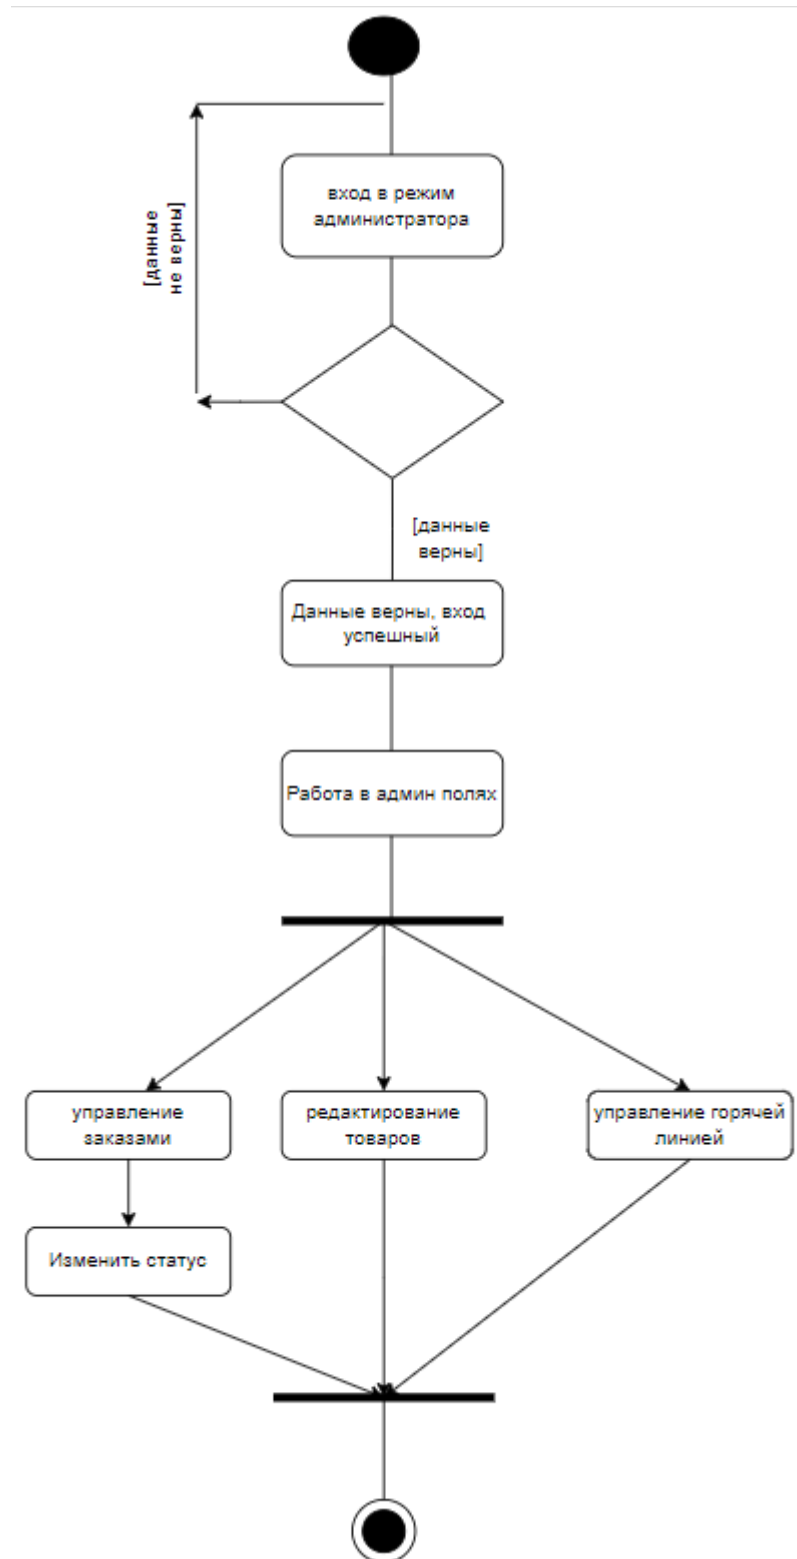 вход в режим
администратора
[данные
не верны]
[данные
верны]
Данные верны, вход
успешный
Работа в админ полях
управление
заказами
редактирование
товаров
управление горячей
линией
Изменить статус